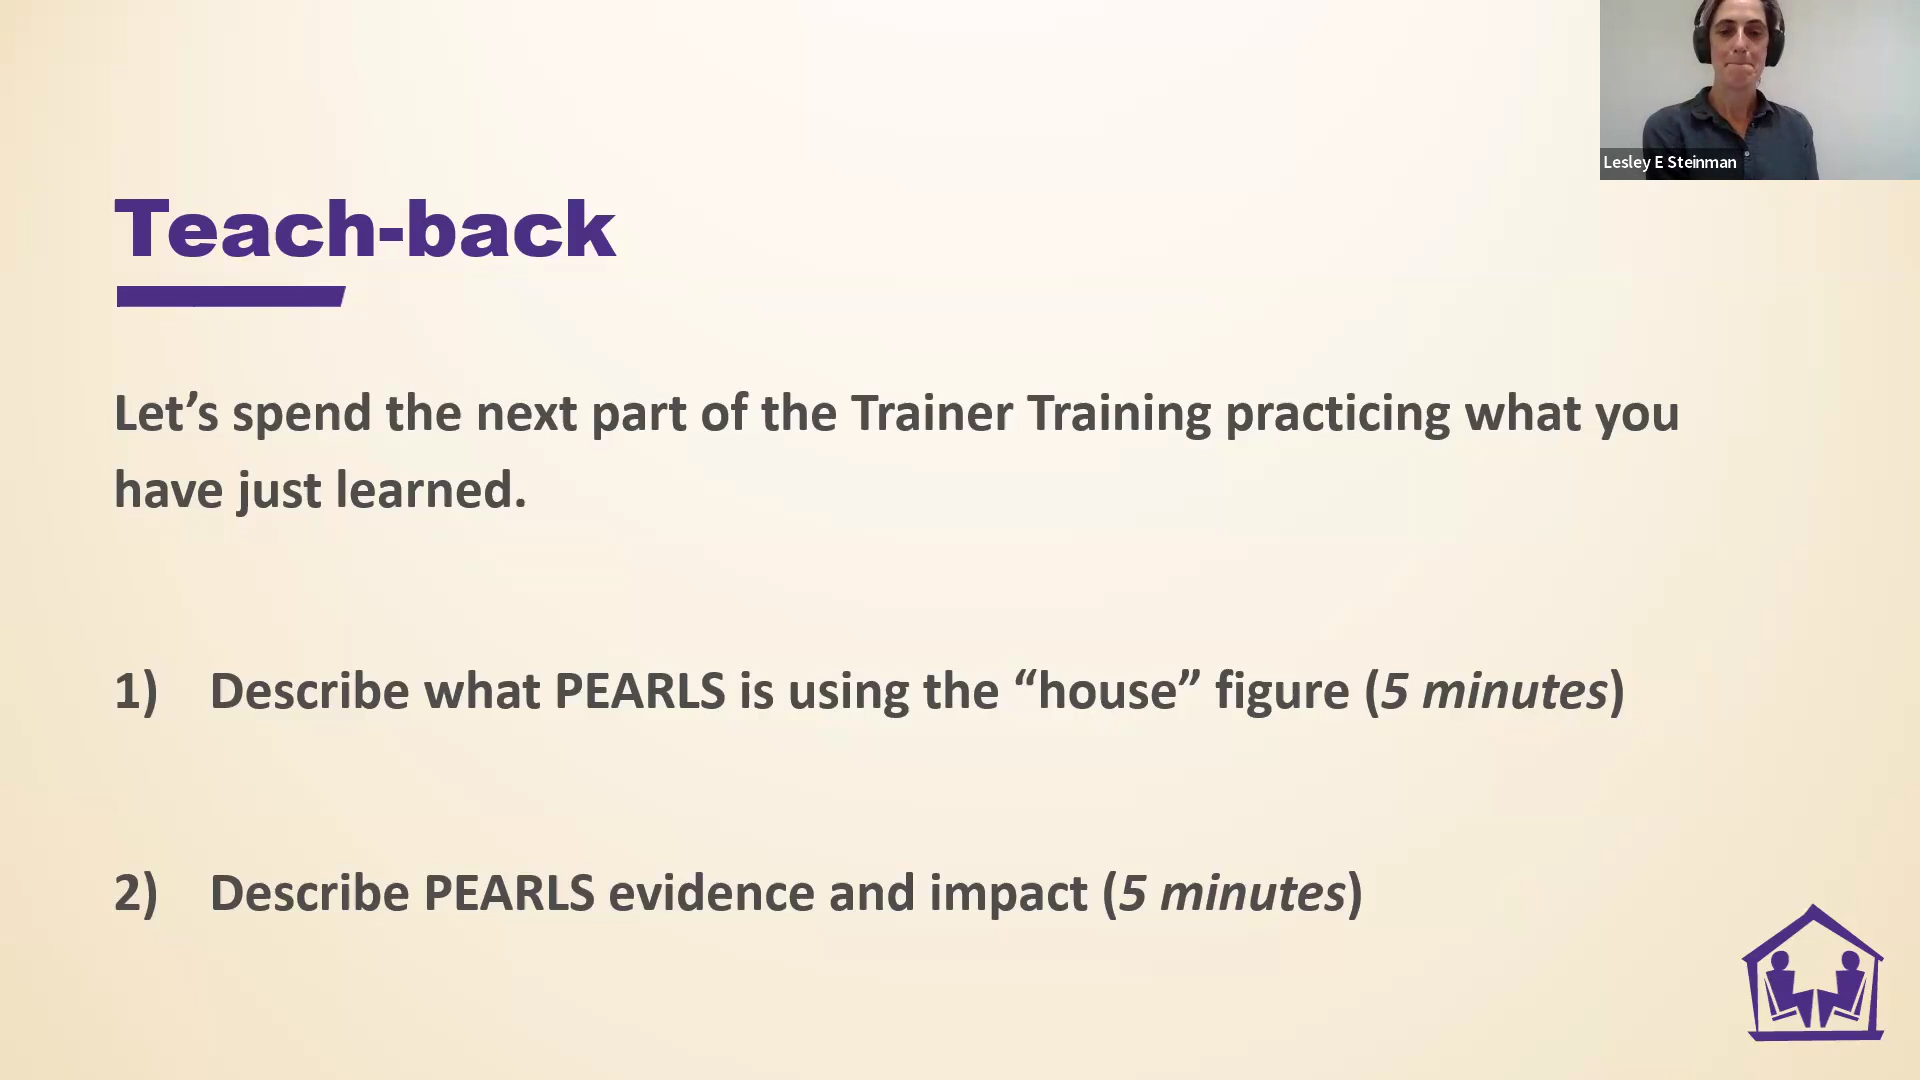 Lesley E Steinman
Teach-back
Let’s spend the next part of the Trainer Training practicing what you
have just learned.
1) Describe what PEARLS is using the “house” figure (5 minutes)
2) Describe PEARLS evidence and impact (5 minutes)